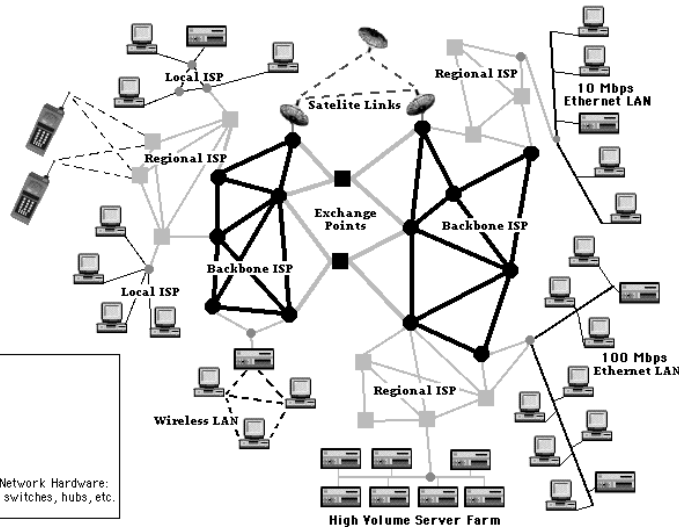 Local ISP
Regional ISP
10 Mbps
Ethernet LAN
Satelite Links
Regional ISP
Exchange
Points
Backbone ISP
Backbone ISP
Local ISP
100 Mbps
Ethernet LAN
Regional ISP
Wireless LAN
Network Hardware:
switches, hubs, etc.
High Volume Server Farm